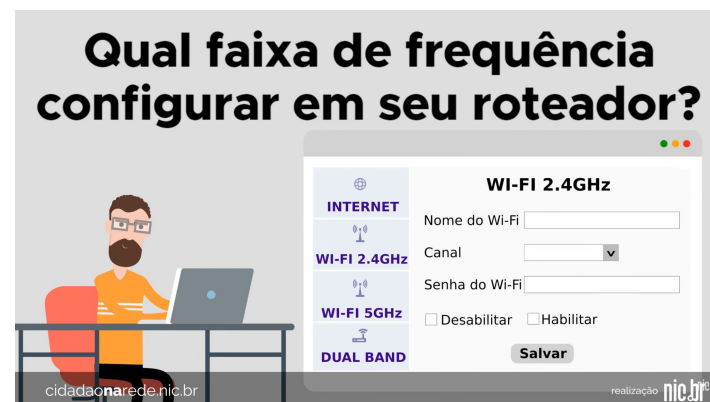 Qual faixa de frequência
configurar em seu roteador?
INTERNET
WI-FI 2.4GHz
WI-FI 5GHz
DUAL BAND
WI-FI 2.4GHz
Nome do Wi-Fi
Canal
v
Senha do Wi-Fi
Desabilitar Habilitar
Salvar
cidadaonarede.nic.br
realização nic.br nic